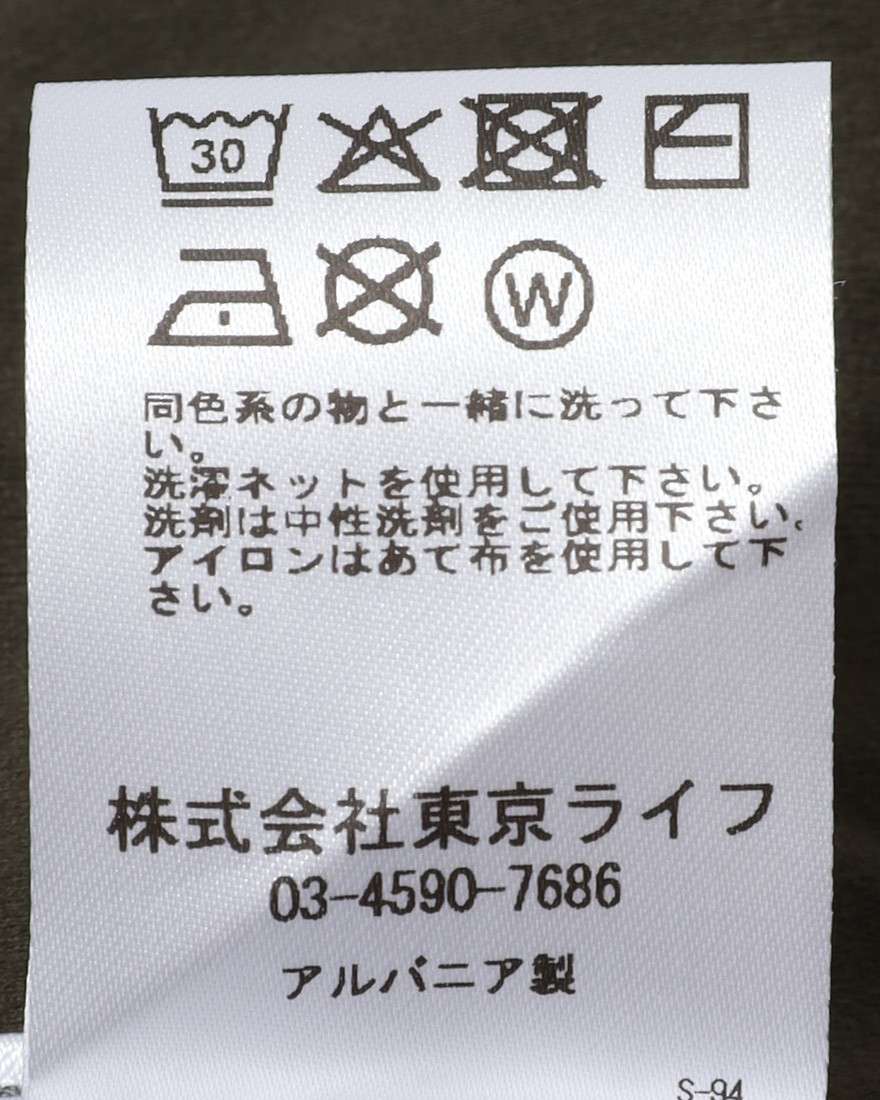 30
W
同色系の物と一緒に洗って下さ
い。
洗濯ネットを使用して下さい。
洗剤は中性洗剤をご使用下さい。
アイロンはあて布を使用して下
さい。
株式会社東京ライフ
03-4590-7686
アルバニア製
S-94